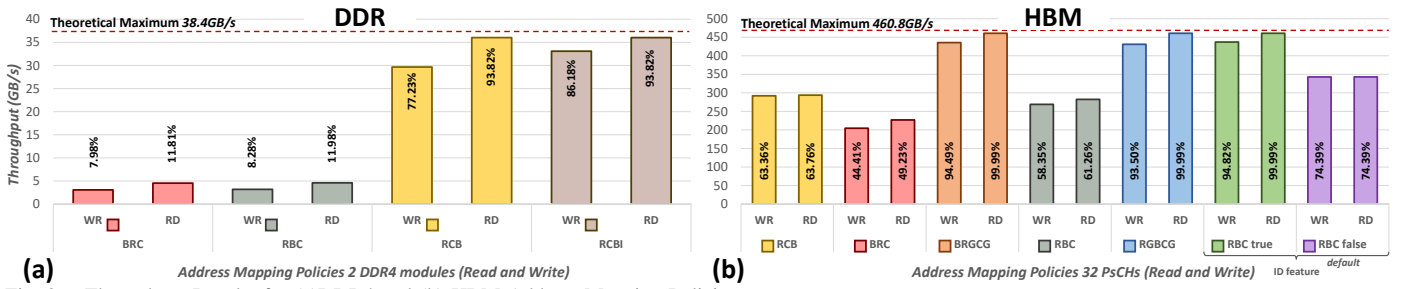 DDR
Theoretical Maximum 38.4GB/s
Throughput (GB/s)
40
35
30
25
20
15
10
5
0
7.98%
11.81%
8.28%
11.98%
77.23%
93.82%
86.18%
93.82%
WR RD WR RD WR RD WR RD
BRC RBC RCB RCBI
(a)
Address Mapping Policies 2 DDR4 modules (Read and Write)
HBM
Theoretical Maximum 460.8GB/s
500
450
400
350
300
250
200
150
100
50
0
63.36%
63.76%
44.41%
49.23%
94.49%
99.99%
58.35%
61.26%
93.50%
99.99%
94.82%
99.99%
74.39%
74.39%
WR RD WR RD WR RD WR RD WR RD WR RD WR RD
RCB BRC BRGCG RBC RGBCG RBC true RBC false
default
ID feature
(b)
Address Mapping Policies 32 PsCHs (Read and Write)